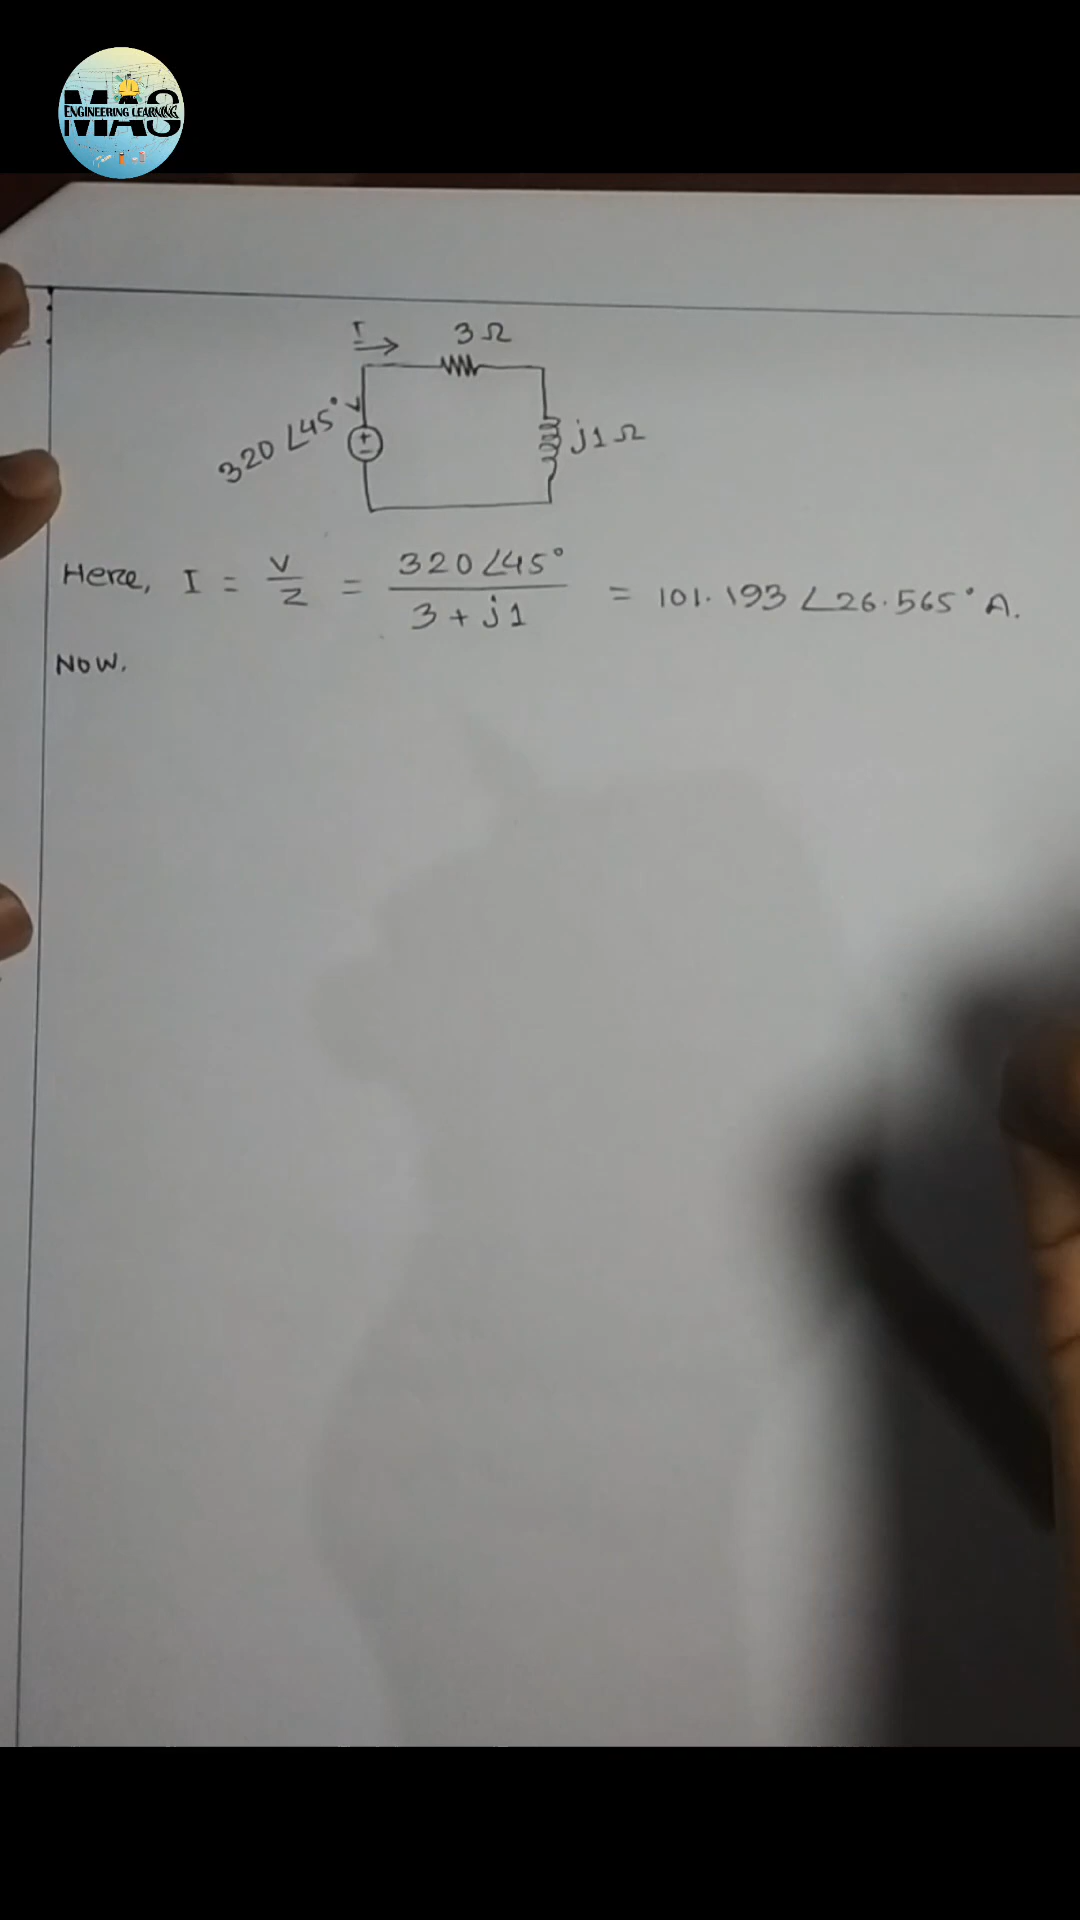 MAS
ENGINEERING LEARNING
I 3Ω
320∠45° V
+
-
j1Ω
Here, I = V/Z = 320∠45° / 3 + j1 = 101.193 ∠26.565° A.
NOW,